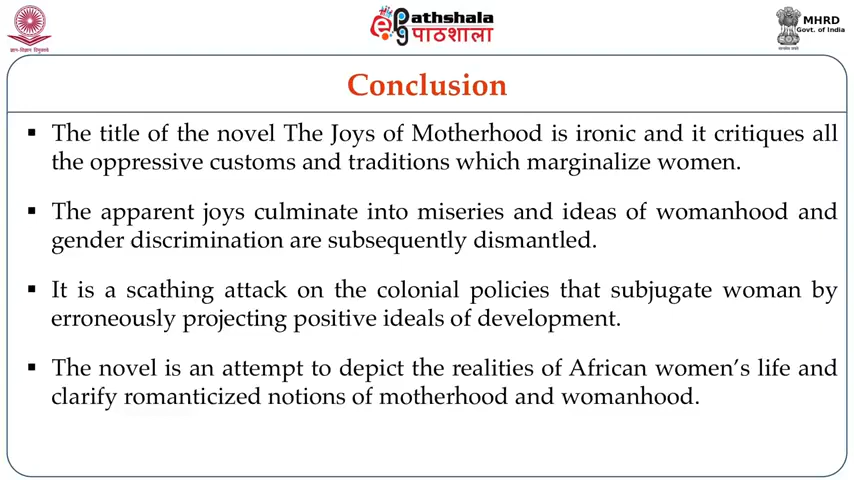 ePathshala
पाठशाला
MHRD
Govt. of India
Conclusion
▪ The title of the novel The Joys of Motherhood is ironic and it critiques all
the oppressive customs and traditions which marginalize women.
▪ The apparent joys culminate into miseries and ideas of womanhood and
gender discrimination are subsequently dismantled.
▪ It is a scathing attack on the colonial policies that subjugate woman by
erroneously projecting positive ideals of development.
▪ The novel is an attempt to depict the realities of African women's life and
clarify romanticized notions of motherhood and womanhood.